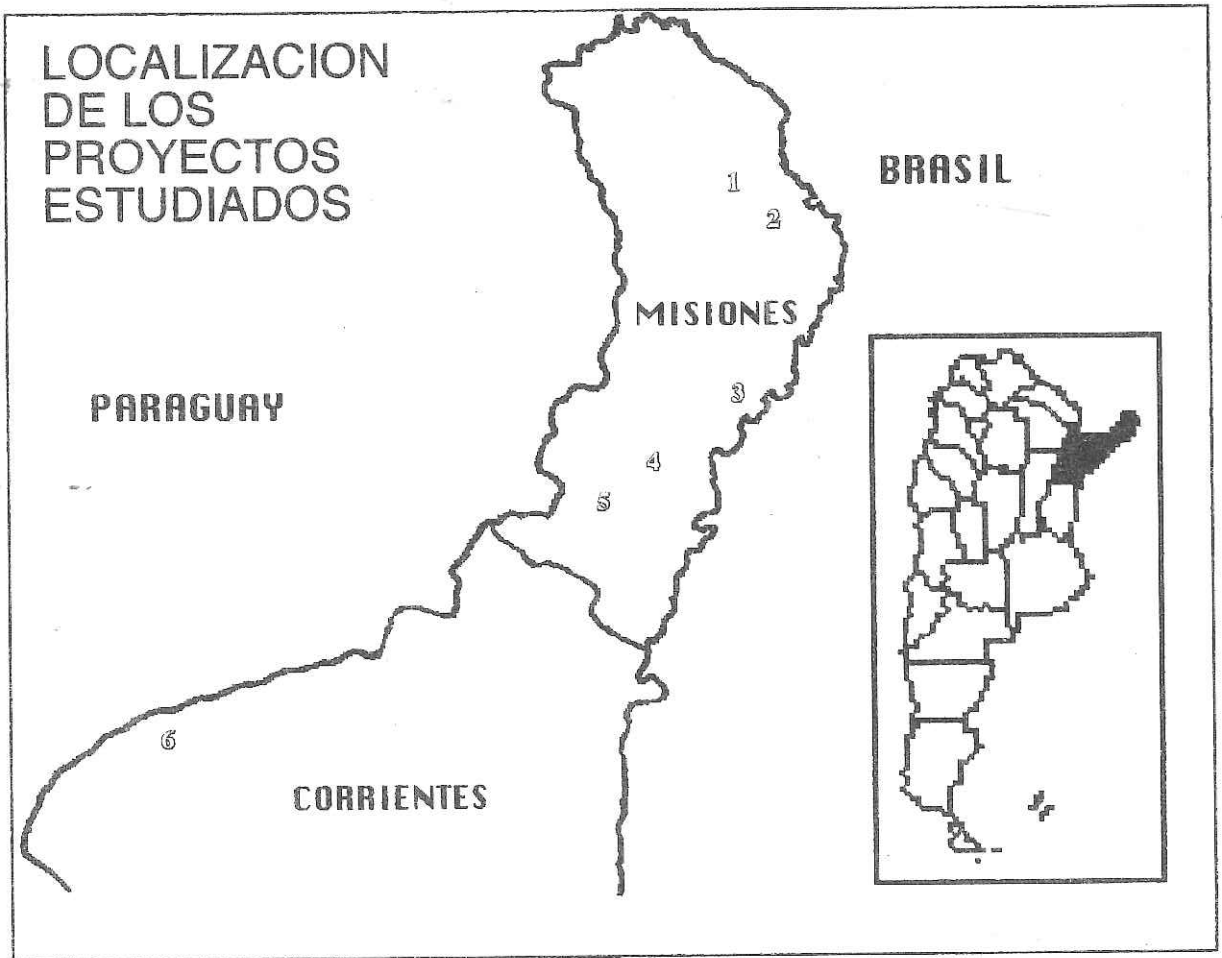 LOCALIZACION
DE LOS
PROYECTOS
ESTUDIADOS
BRASIL
1
2
MISIONES
PARAGUAY
3
4
5
6
CORRIENTES